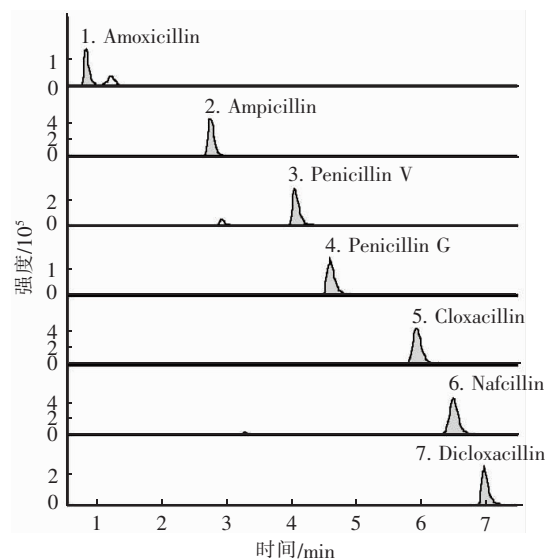 1. Amoxicillin
1
0
2. Ampicillin
4
2
0
3. Penicillin V
2
0
4. Penicillin G
1
0
5. Cloxacillin
4
2
0
6. Nafcillin
4
2
0
7. Dicloxacillin
2
0
强度/10⁵
1 2 3 4 5 6 7
时间/min